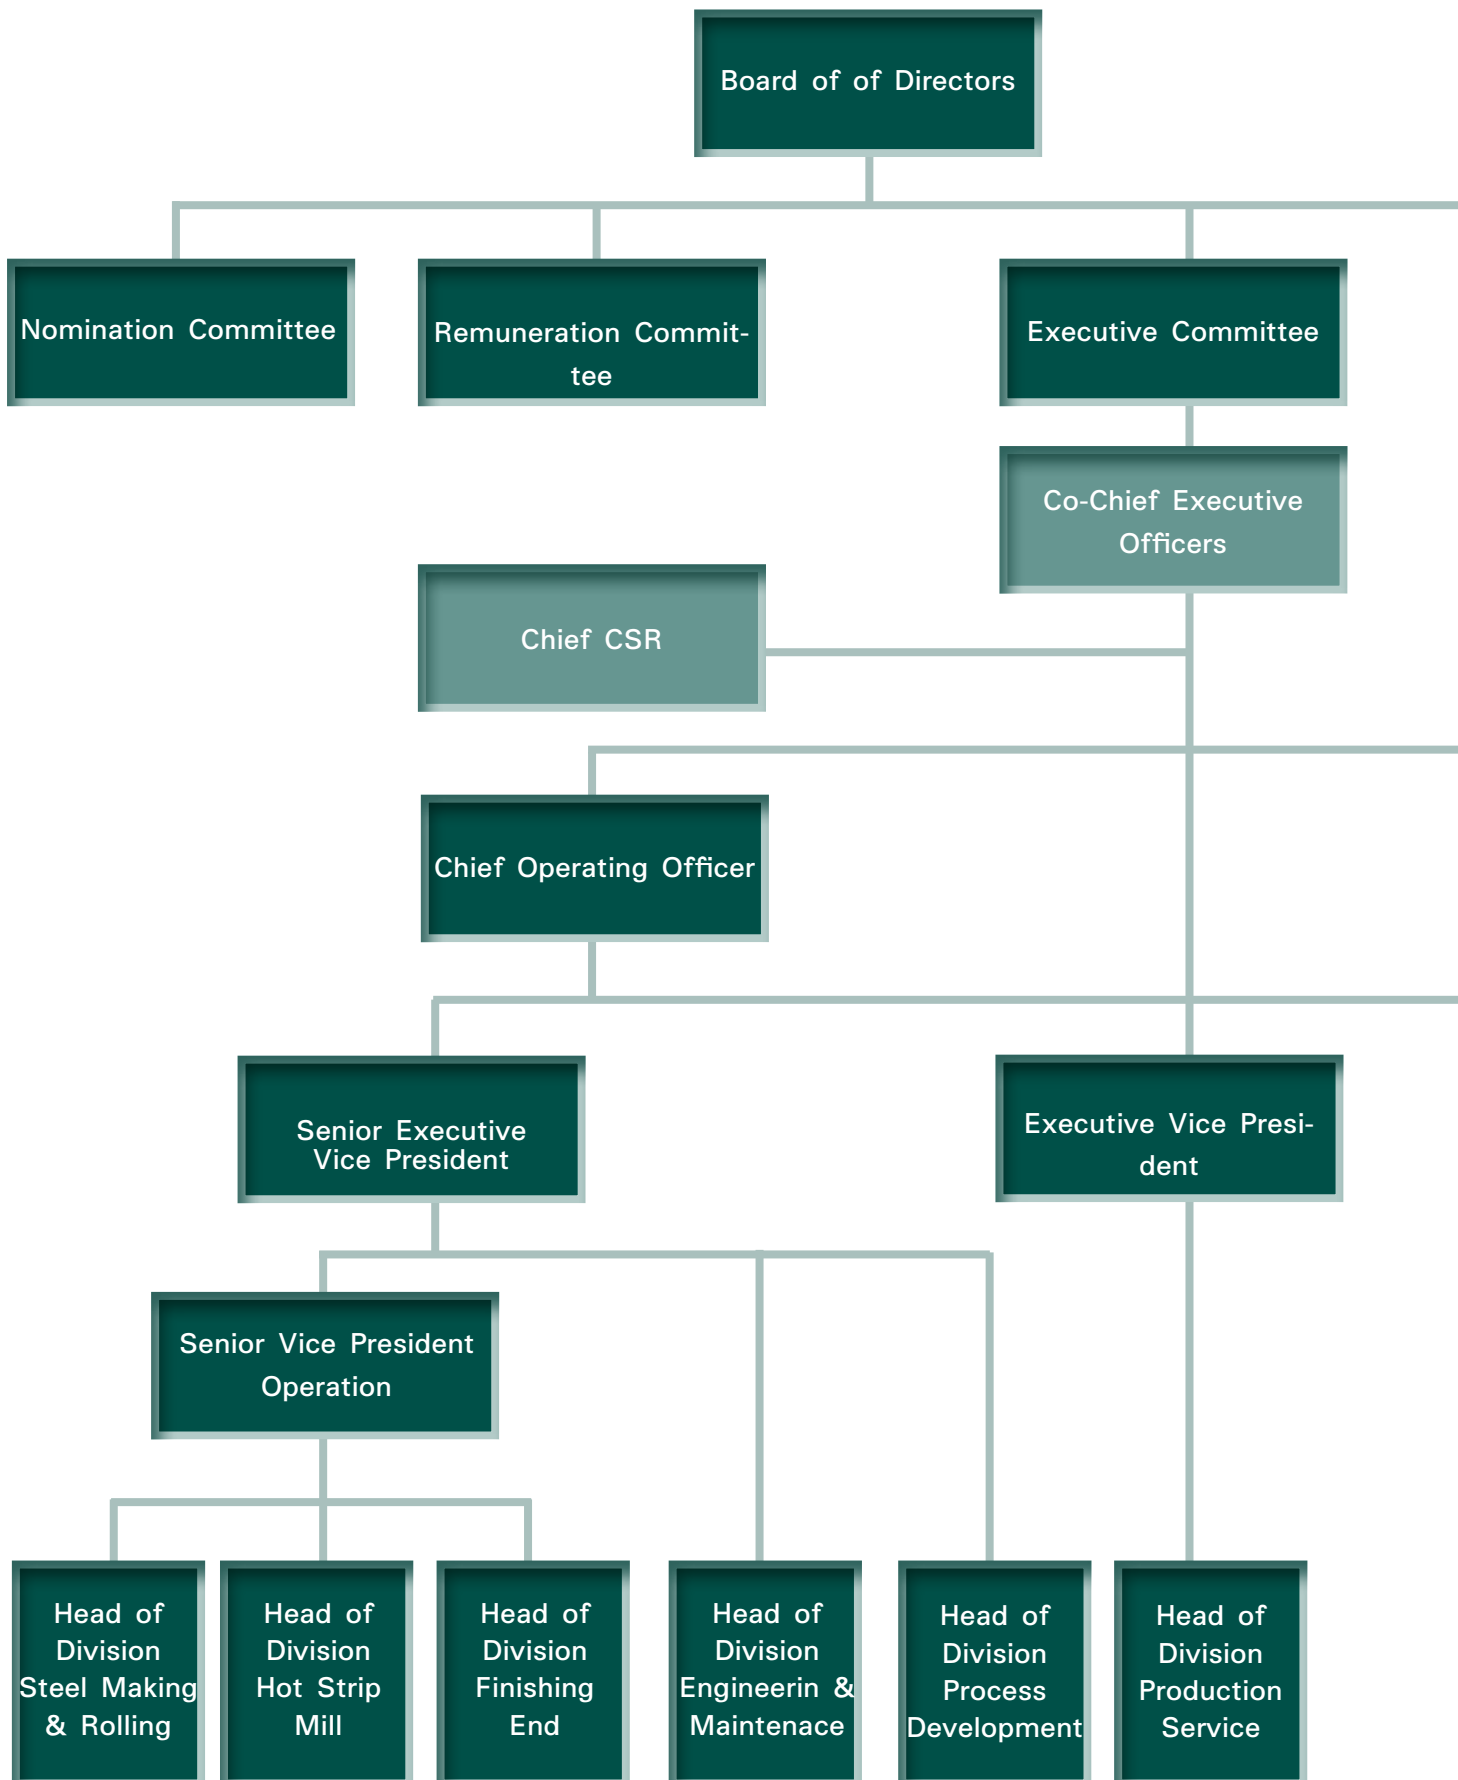 Board of of Directors
Nomination Committee
Remuneration Commit-
tee
Executive Committee
Co-Chief Executive
Officers
Chief CSR
Chief Operating Officer
Senior Executive
Vice President
Executive Vice Presi-
dent
Senior Vice President
Operation
Head of
Division
Steel Making
& Rolling
Head of
Division
Hot Strip
Mill
Head of
Division
Finishing
End
Head of
Division
Engineerin &
Maintenace
Head of
Division
Process
Development
Head of
Division
Production
Service